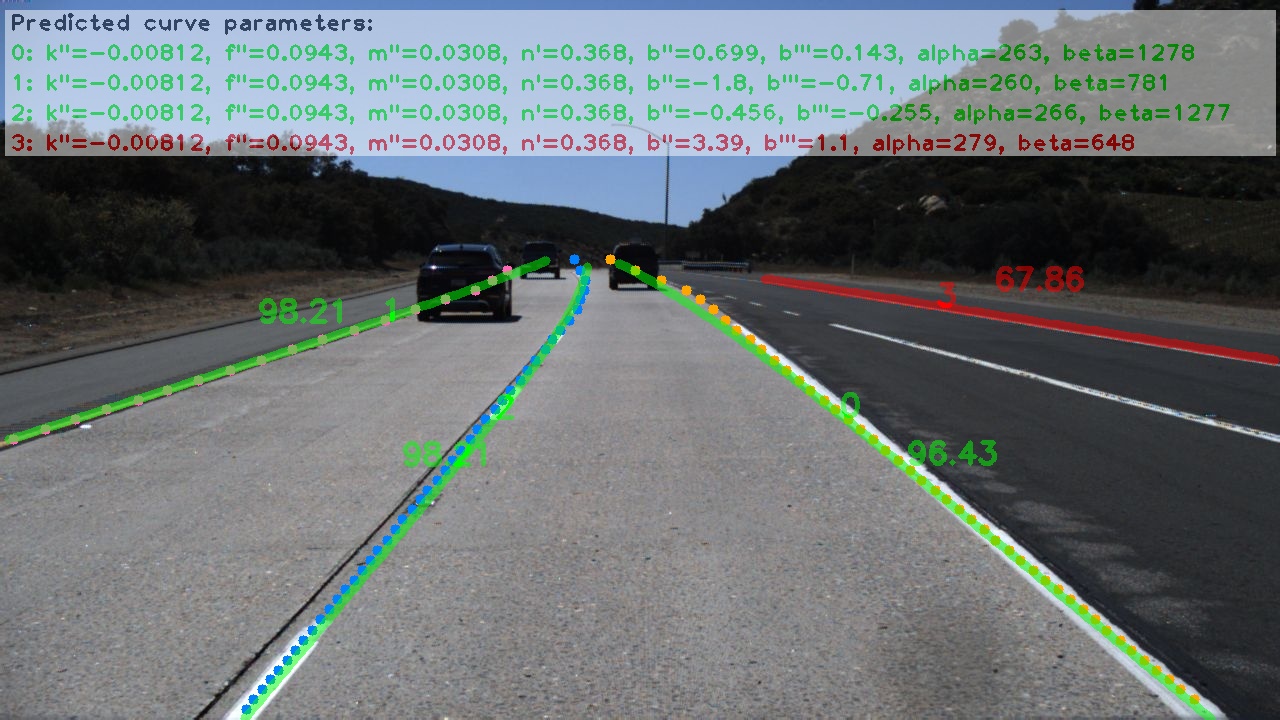 Predicted curve parameters:
0: k''=-0.00812, f''=0.0943, m''=0.0308, n'=0.368, b''=0.699, b'''=0.143, alpha=263, beta=1278
1: k''=-0.00812, f''=0.0943, m''=0.0308, n'=0.368, b''=-1.8, b'''=-0.71, alpha=260, beta=781
2: k''=-0.00812, f''=0.0943, m''=0.0308, n'=0.368, b''=-0.456, b'''=-0.255, alpha=266, beta=1277
3: k''=-0.00812, f''=0.0943, m''=0.0308, n'=0.368, b''=3.39, b'''=1.1, alpha=279, beta=648
67.86
3
98.21 1
0
2
98.21
96.43